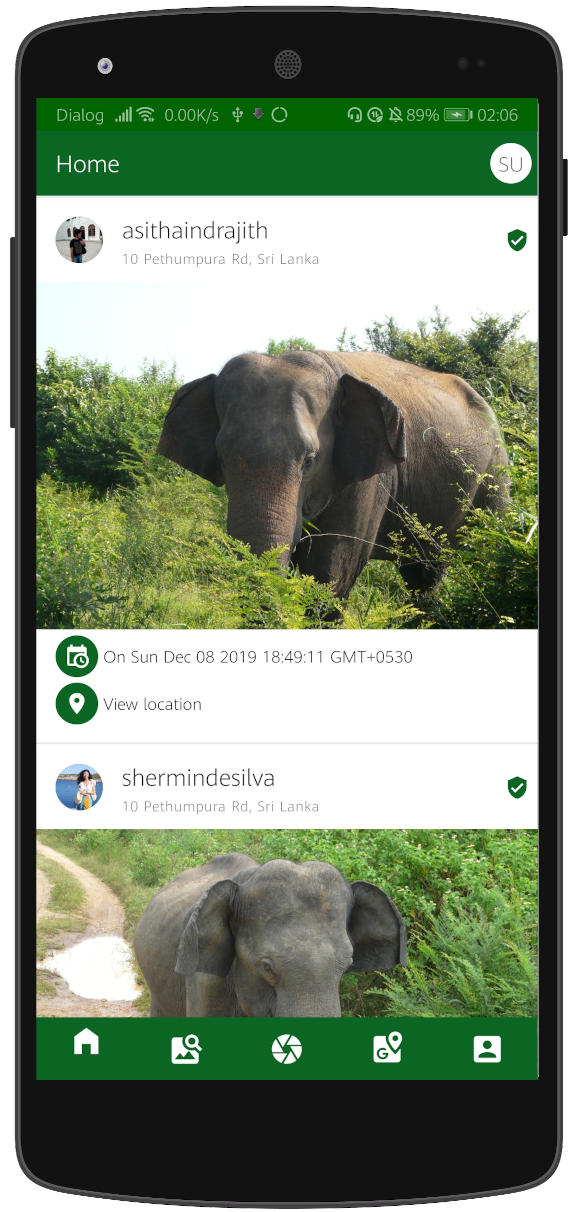 Dialog 0.00K/s 89% 02:06
Home SU
asithaindrajith
10 Pethumpura Rd, Sri Lanka
On Sun Dec 08 2019 18:49:11 GMT+0530
View location
shermindesilva
10 Pethumpura Rd, Sri Lanka
G